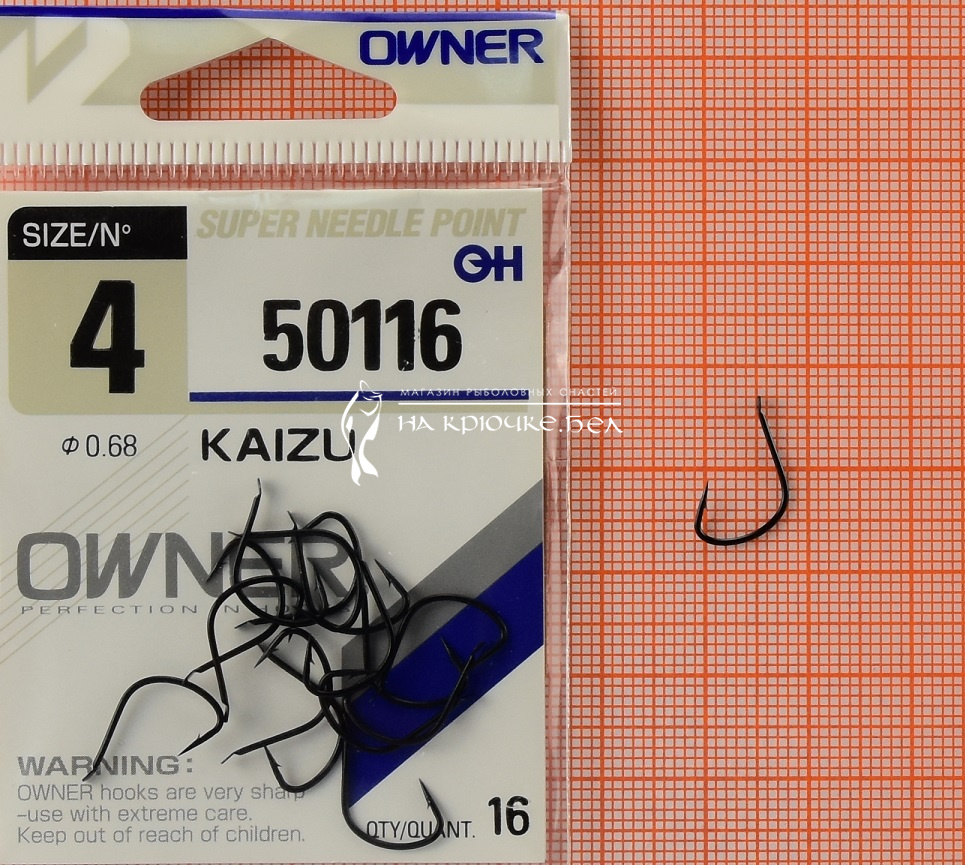 OWNER
SIZE/N°
SUPER NEEDLE POINT
4
50116
МАГАЗИН РЫБОЛОВНЫХ СНАСТЕЙ
НА КРЮЧКЕ.БЕЛ
Φ 0.68
KAIZU
OWNER
PERFECTION IN
WARNING:
OWNER hooks are very sharp
-use with extreme care.
Keep out of reach of children.
QTY/QUANT. 16